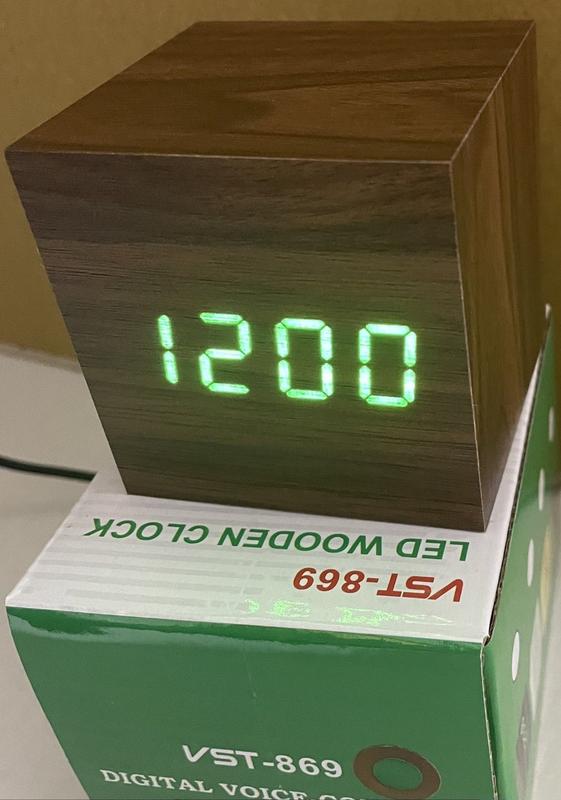 1200
LED WOODEN CLOCK
VST-869
VST-869
DIGITAL VOICE-